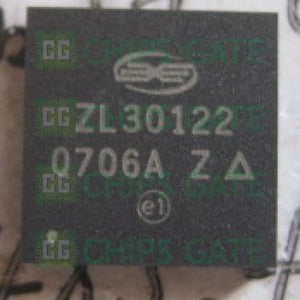 CHIPS GATE
ZL30122
0706A Z △
e1
CHIPS GATE